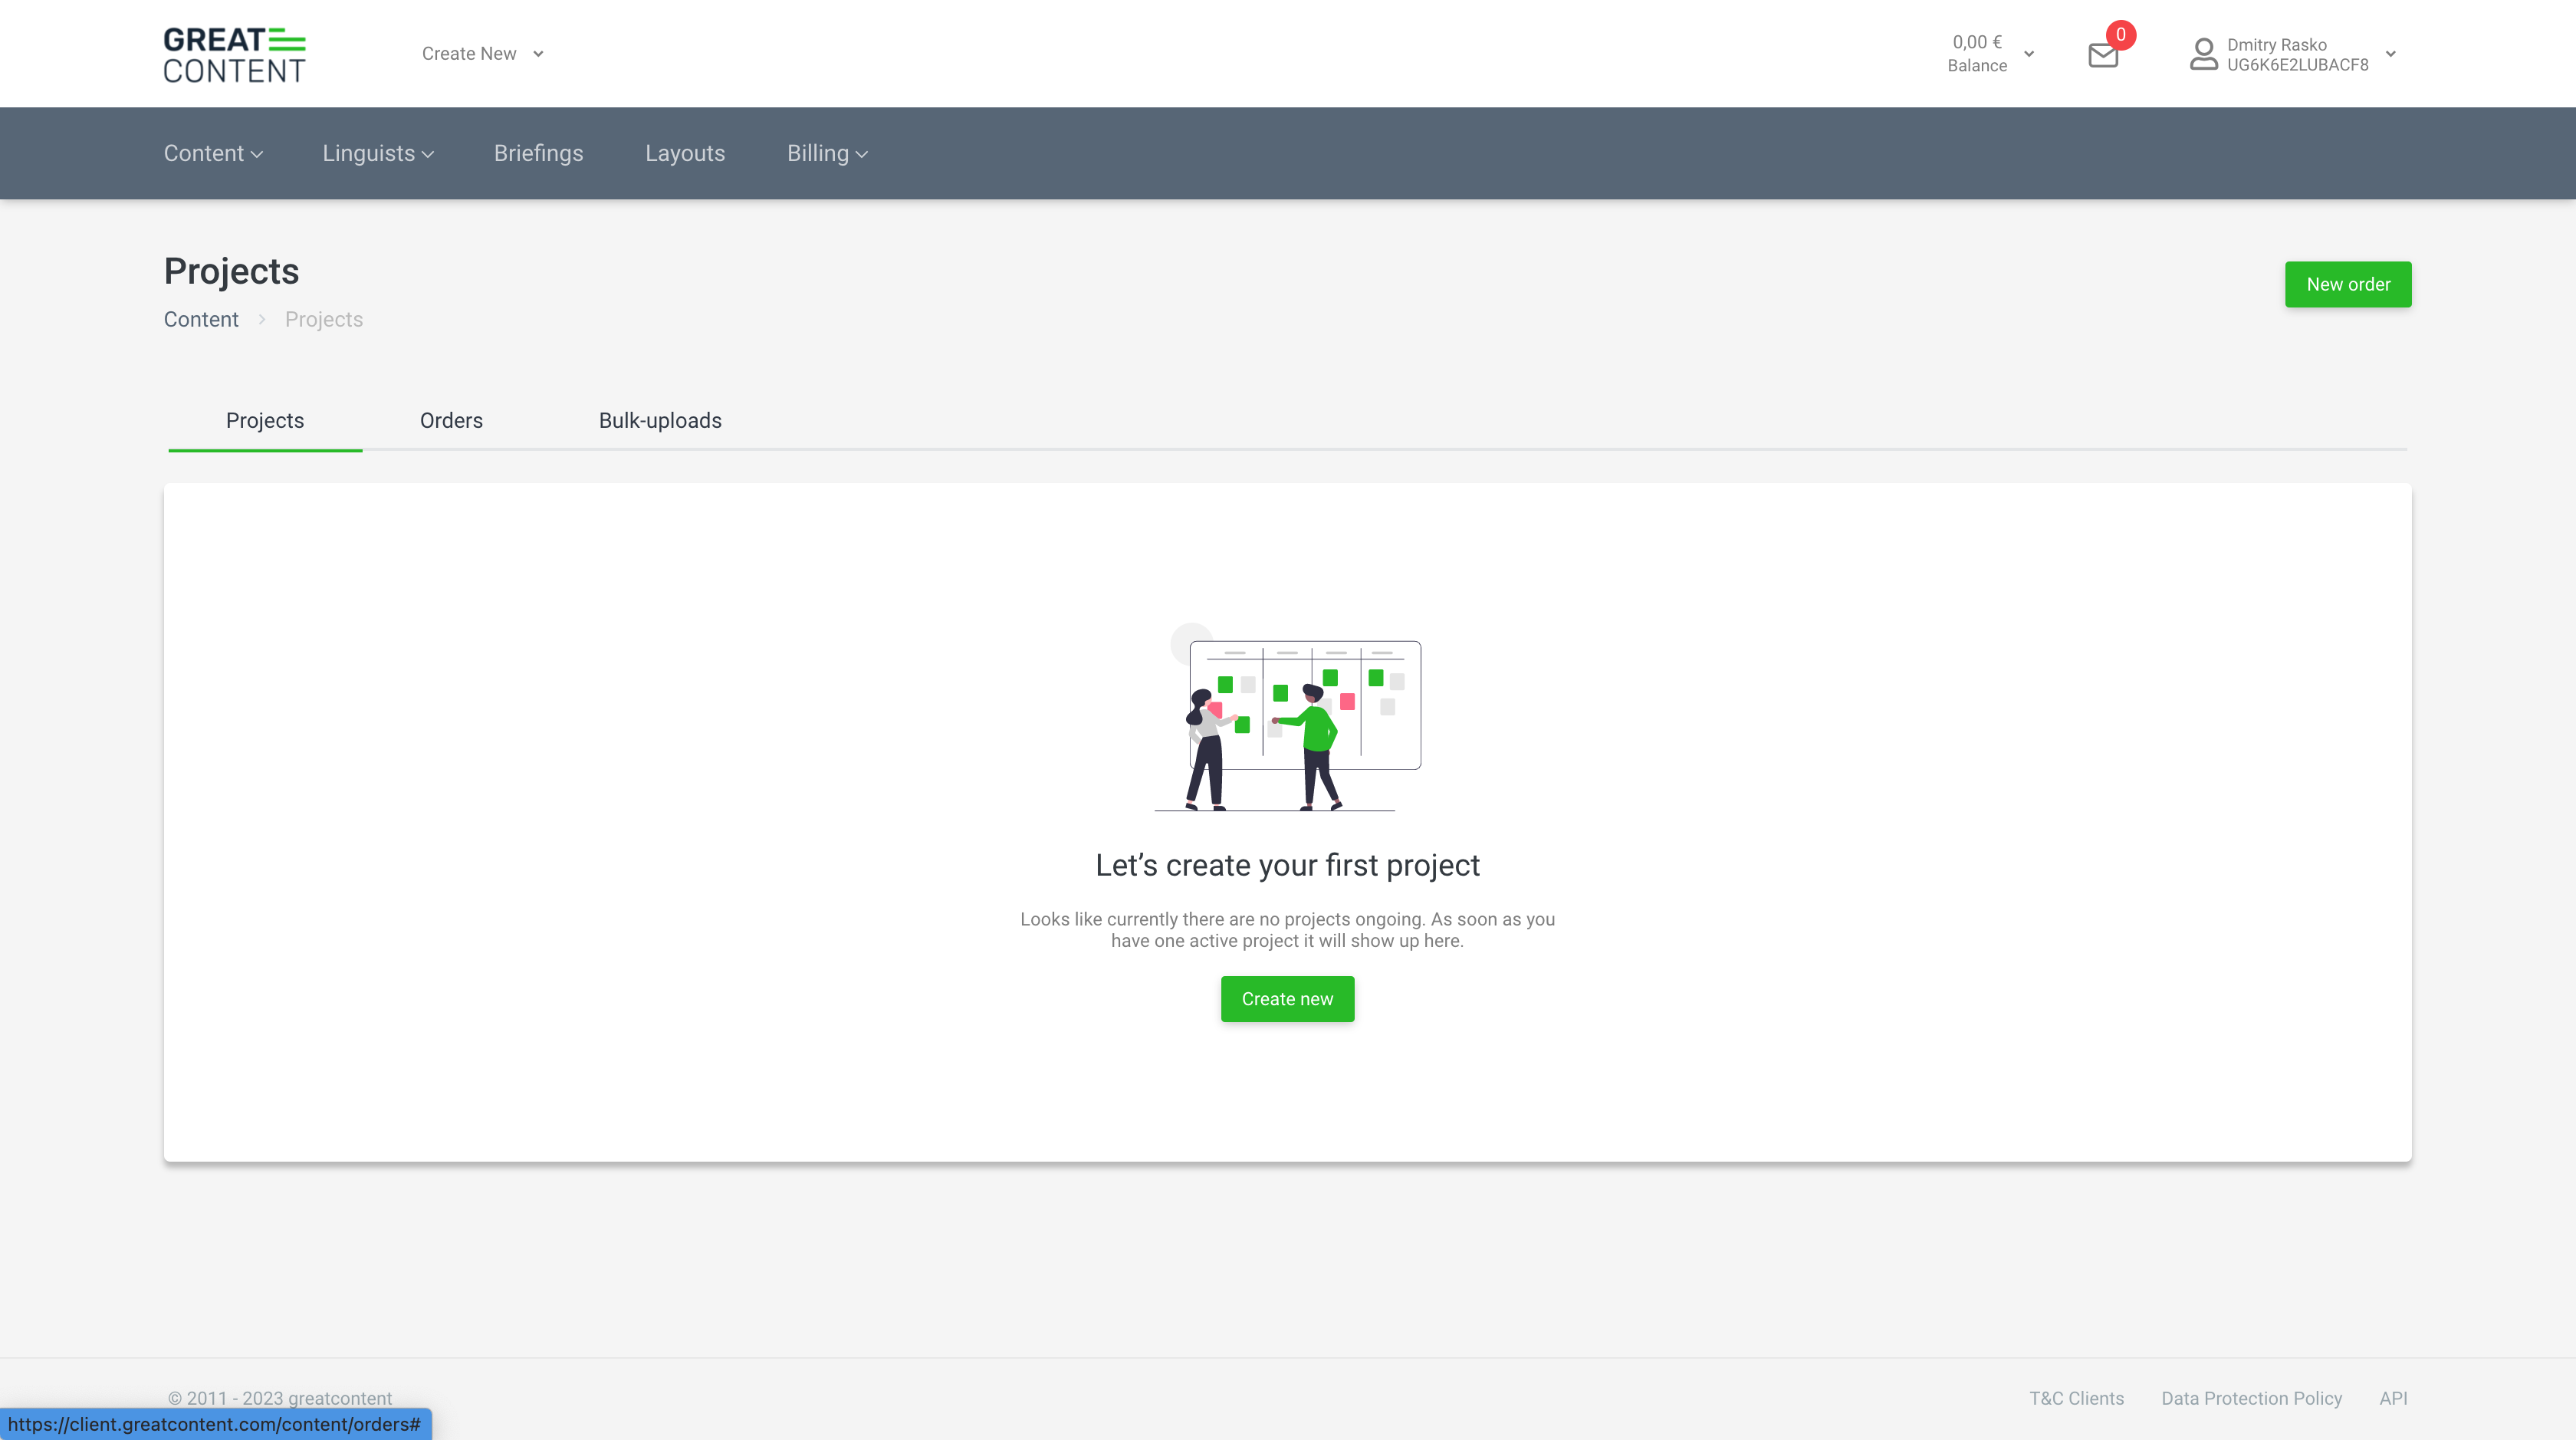 GREAT
CONTENT
Create New
0,00 €
Balance
0
Dmitry Rasko
UG6K6E2LUBACF8
Content
Linguists
Briefings
Layouts
Billing
Projects
New order
Content
Projects
Projects
Orders
Bulk-uploads
Let’s create your first project
Looks like currently there are no projects ongoing. As soon as you
have one active project it will show up here.
Create new
© 2011 - 2023 greatcontent
T&C Clients
Data Protection Policy
API
https://client.greatcontent.com/content/orders#